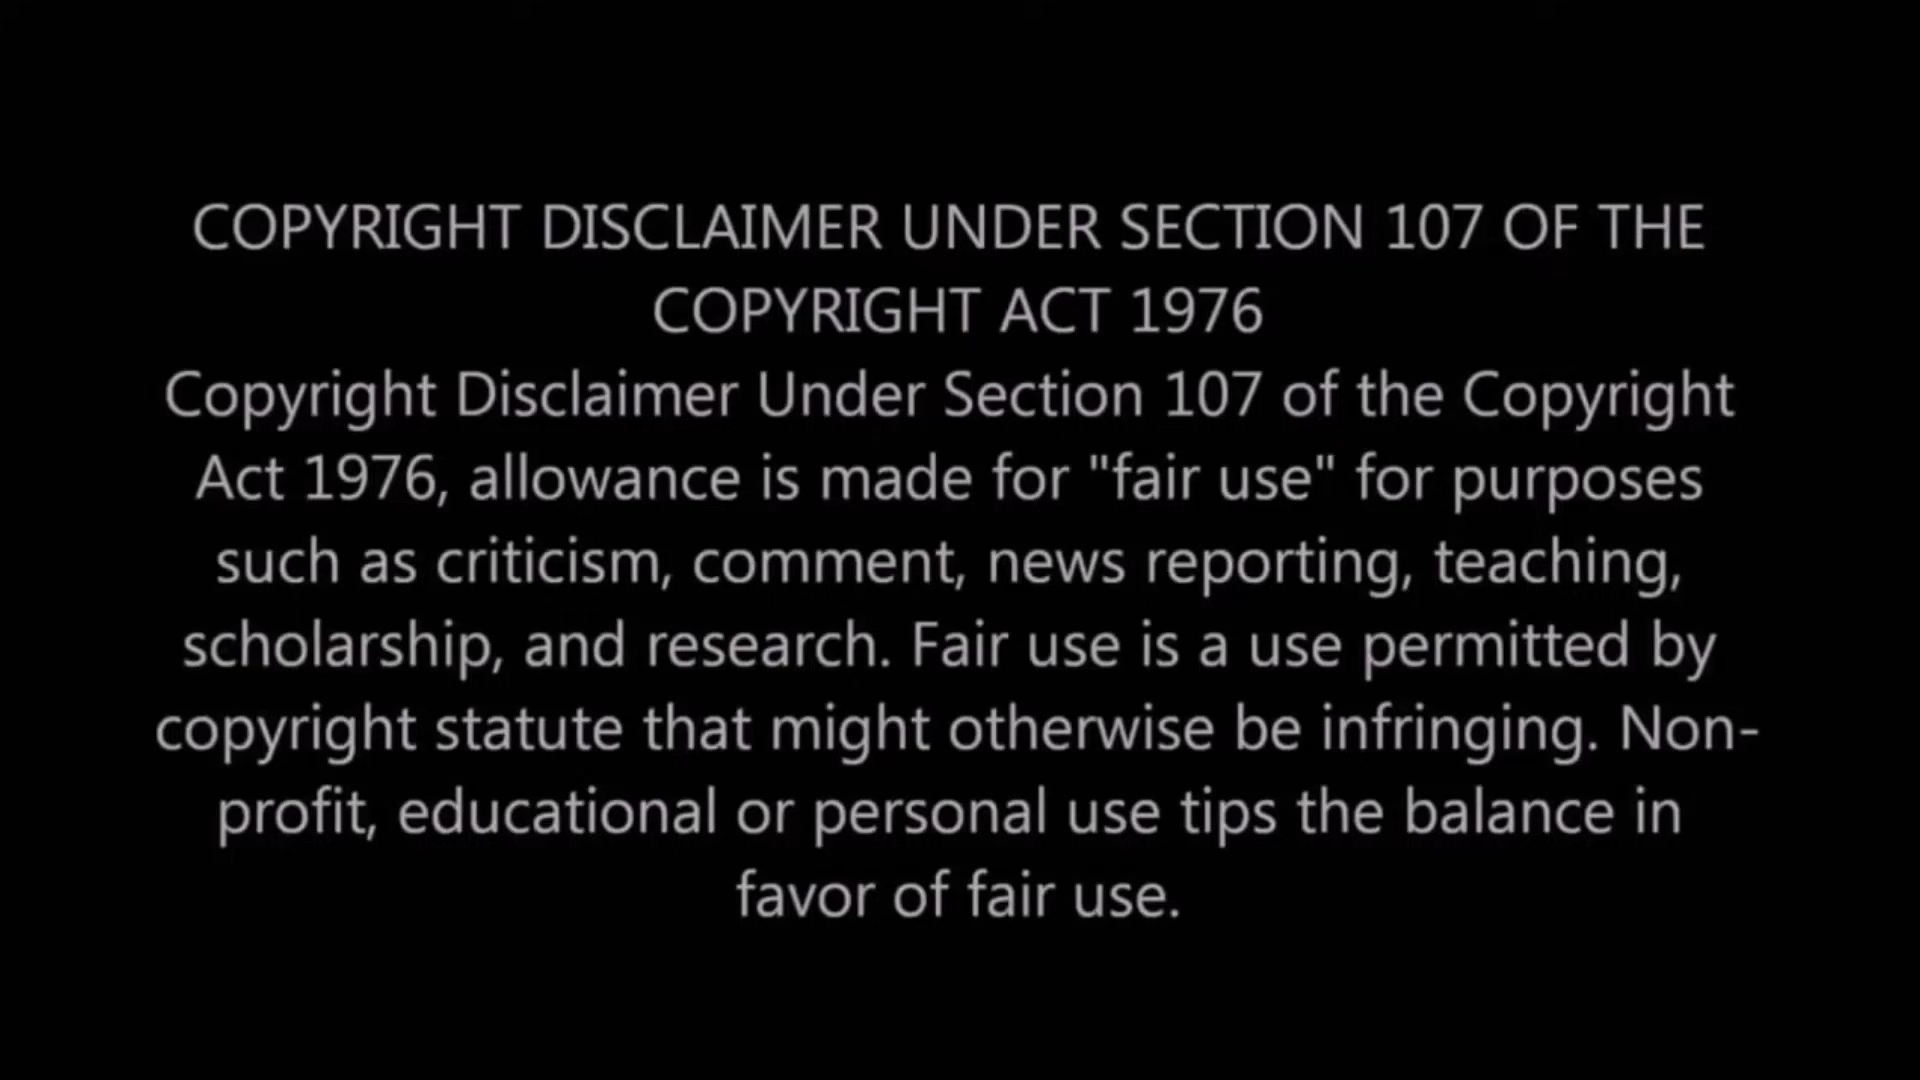 COPYRIGHT DISCLAIMER UNDER SECTION 107 OF THE
COPYRIGHT ACT 1976
Copyright Disclaimer Under Section 107 of the Copyright
Act 1976, allowance is made for "fair use" for purposes
such as criticism, comment, news reporting, teaching,
scholarship, and research. Fair use is a use permitted by
copyright statute that might otherwise be infringing. Non-
profit, educational or personal use tips the balance in
favor of fair use.